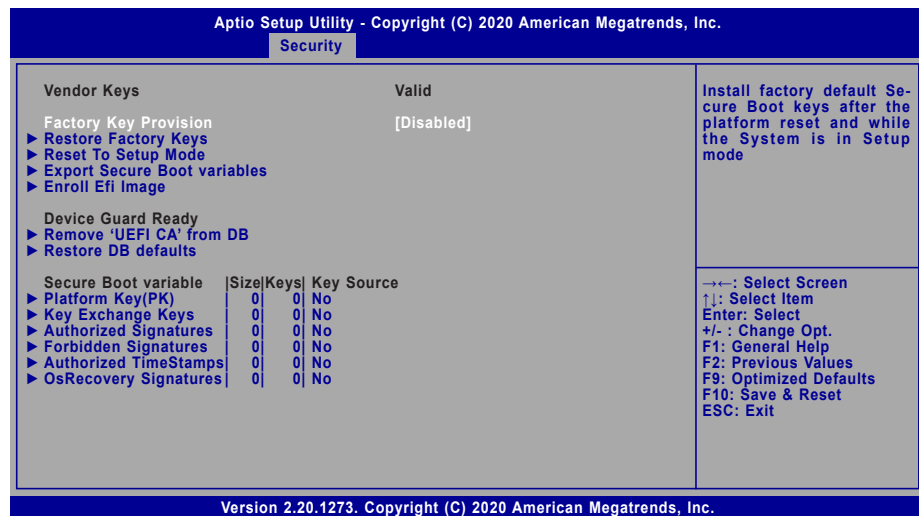 Aptio Setup Utility - Copyright (C) 2020 American Megatrends, Inc.
Security
Vendor Keys Valid
Factory Key Provision [Disabled]
▶ Restore Factory Keys
▶ Reset To Setup Mode
▶ Export Secure Boot variables
▶ Enroll Efi Image
Device Guard Ready
▶ Remove ‘UEFI CA’ from DB
▶ Restore DB defaults
Secure Boot variable |Size|Keys| Key Source
▶ Platform Key(PK) | 0| 0| No
▶ Key Exchange Keys | 0| 0| No
▶ Authorized Signatures | 0| 0| No
▶ Forbidden Signatures | 0| 0| No
▶ Authorized TimeStamps| 0| 0| No
▶ OsRecovery Signatures| 0| 0| No
Install factory default Se-
cure Boot keys after the
platform reset and while
the System is in Setup
mode
→←: Select Screen
↑↓: Select Item
Enter: Select
+/- : Change Opt.
F1: General Help
F2: Previous Values
F9: Optimized Defaults
F10: Save & Reset
ESC: Exit
Version 2.20.1273. Copyright (C) 2020 American Megatrends, Inc.